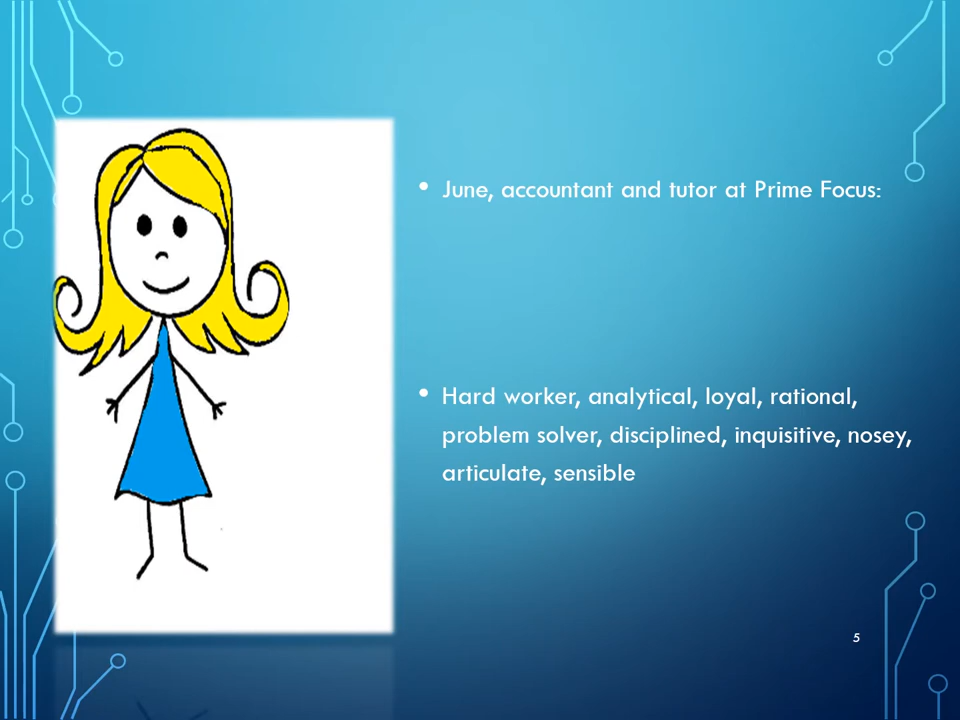 • June, accountant and tutor at Prime Focus:
• Hard worker, analytical, loyal, rational,
problem solver, disciplined, inquisitive, nosey,
articulate, sensible
5